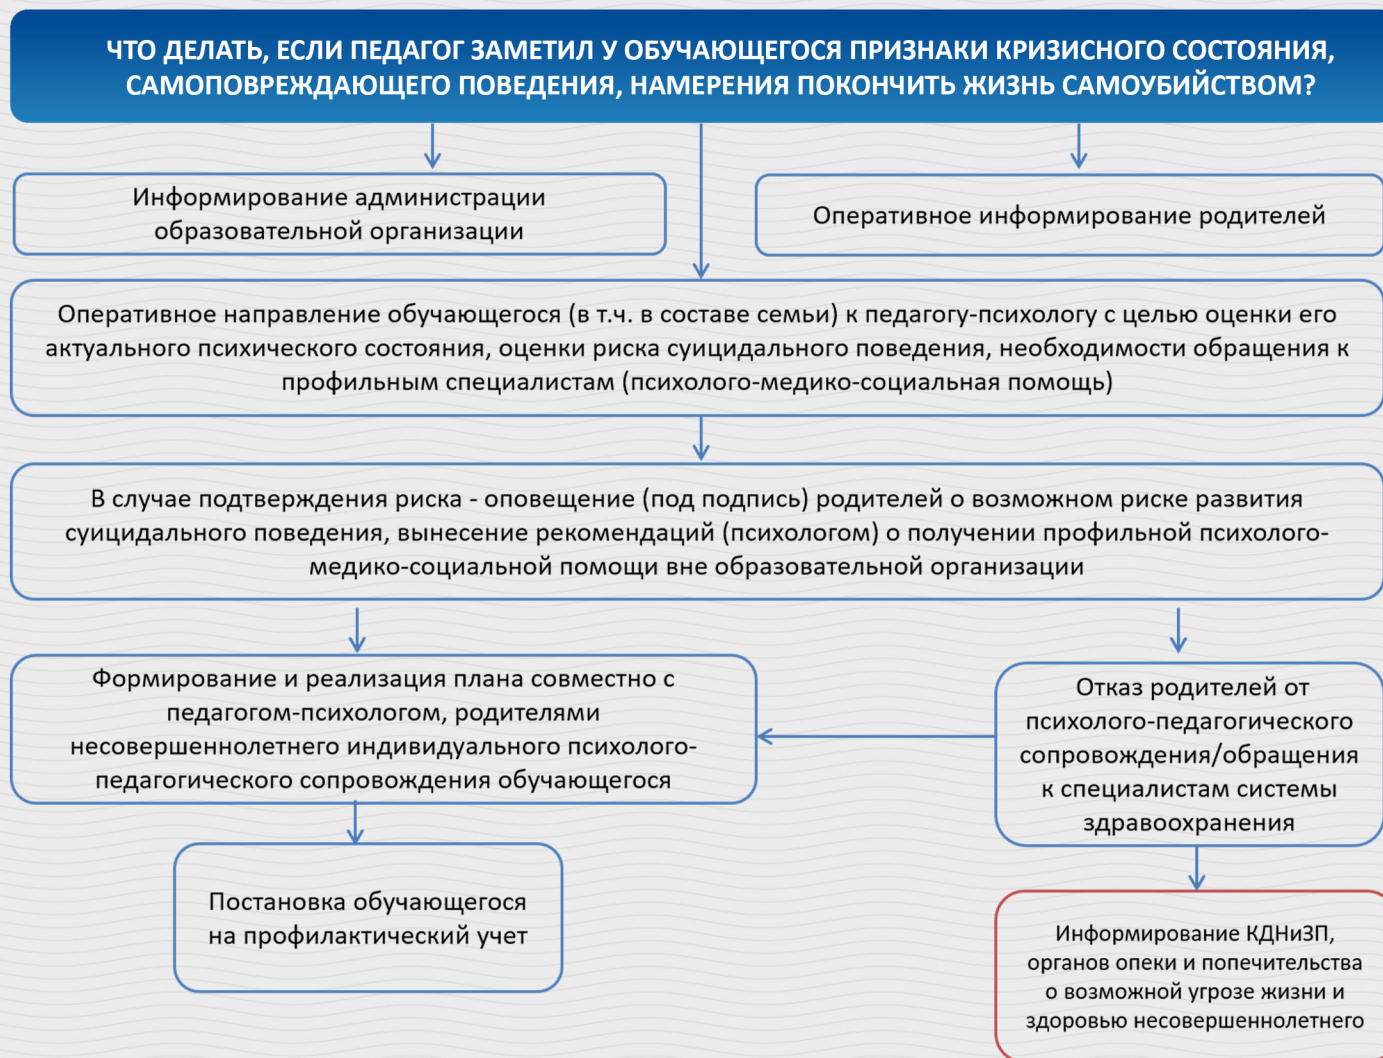 ЧТО ДЕЛАТЬ, ЕСЛИ ПЕДАГОГ ЗАМЕТИЛ У ОБУЧАЮЩЕГОСЯ ПРИЗНАКИ КРИЗИСНОГО СОСТОЯНИЯ,
САМОПОВРЕЖДАЮЩЕГО ПОВЕДЕНИЯ, НАМЕРЕНИЯ ПОКОНЧИТЬ ЖИЗНЬ САМОУБИЙСТВОМ?
Информирование администрации
образовательной организации
Оперативное информирование родителей
Оперативное направление обучающегося (в т.ч. в составе семьи) к педагогу-психологу с целью оценки его
актуального психического состояния, оценки риска суицидального поведения, необходимости обращения к
профильным специалистам (психолого-медико-социальная помощь)
В случае подтверждения риска - оповещение (под подпись) родителей о возможном риске развития
суицидального поведения, вынесение рекомендаций (психологом) о получении профильной психолого-
медико-социальной помощи вне образовательной организации
Формирование и реализация плана совместно с
педагогом-психологом, родителями
несовершеннолетнего индивидуального психолого-
педагогического сопровождения обучающегося
Отказ родителей от
психолого-педагогического
сопровождения/обращения
к специалистам системы
здравоохранения
Постановка обучающегося
на профилактический учет
Информирование КДНиЗП,
органов опеки и попечительства
о возможной угрозе жизни и
здоровью несовершеннолетнего